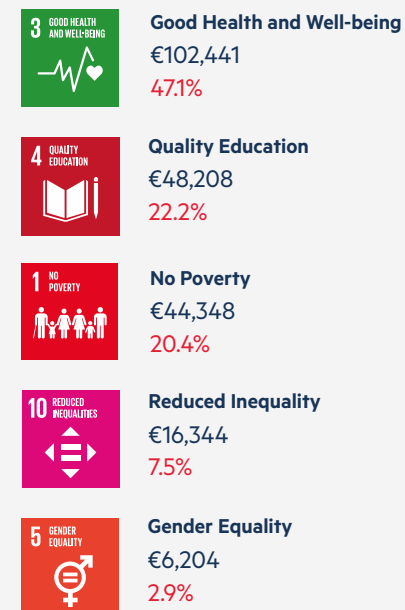 3 GOOD HEALTH
AND WELL-BEING
Good Health and Well-being
€102,441
47.1%
4 QUALITY
EDUCATION
Quality Education
€48,208
22.2%
1 NO
POVERTY
No Poverty
€44,348
20.4%
10 REDUCED
INEQUALITIES
Reduced Inequality
€16,344
7.5%
5 GENDER
EQUALITY
Gender Equality
€6,204
2.9%